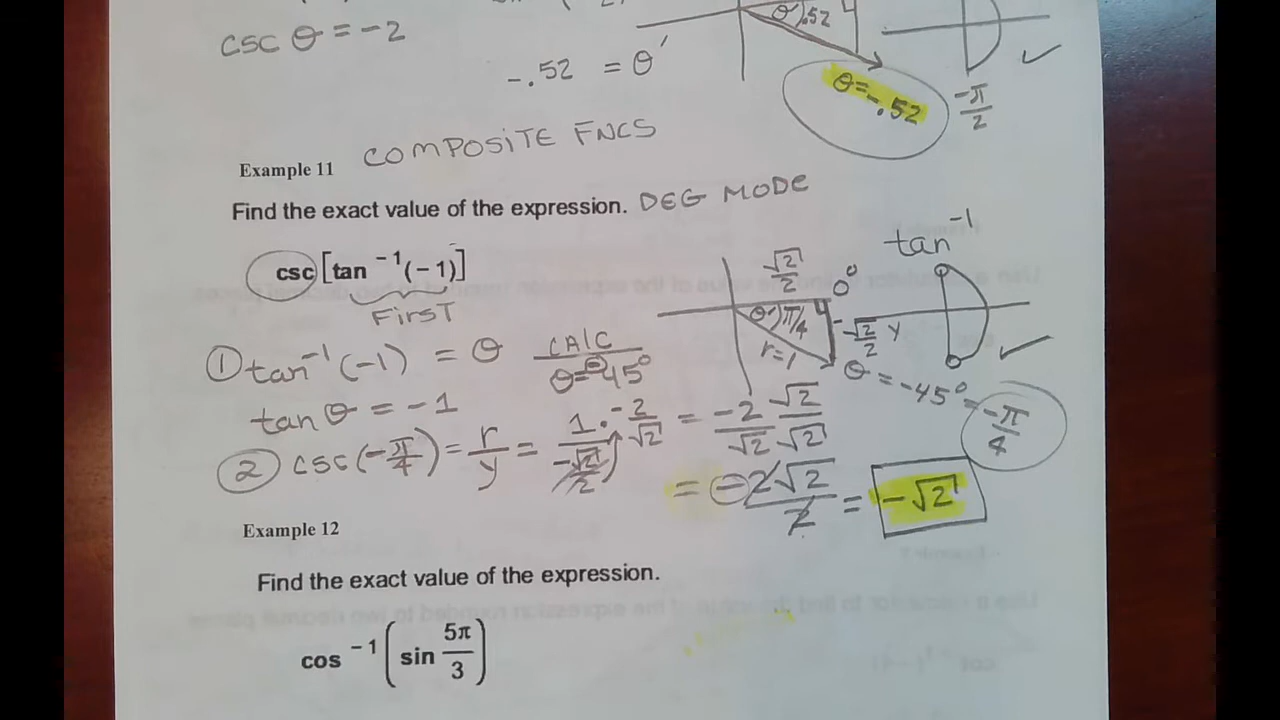 csc θ = -2
-.52 = θ'
θ' .52
θ = -.52
-π/2
Example 11 COMPOSITE FNCS
Find the exact value of the expression. DEG MODE
csc [tan⁻¹(-1)]
FIRST
tan⁻¹
√2/2
0°
θ' π/4
-√2/2 y
r=1
① tan⁻¹(-1) = θ CALC θ = -45°
θ = -45° = -π/4
tan θ = -1
② csc(-π/4) = r/y = 1/(-√2/2) · -2/√2 = -2/√2 √2/√2
= -2√2/2 = -√2
Example 12
Find the exact value of the expression.
cos⁻¹(sin 5π/3)